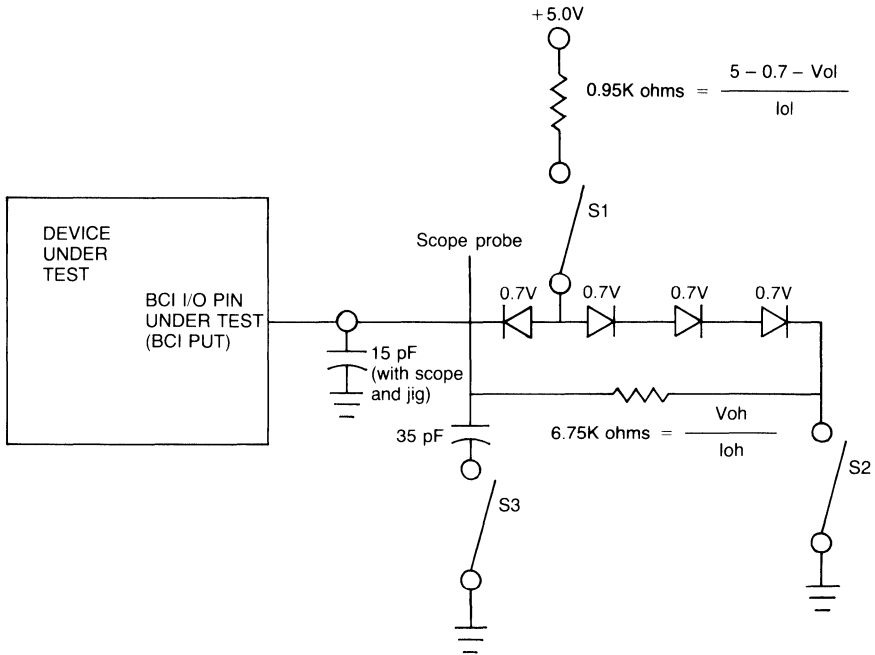 +5.0V
0.95K ohms = 5 – 0.7 – Vol
Iol
S1
DEVICE
UNDER
TEST
Scope probe
BCI I/O PIN
UNDER TEST
(BCI PUT)
0.7V 0.7V 0.7V 0.7V
15 pF
(with scope
and jig)
35 pF
6.75K ohms = Voh
Ioh
S2
S3